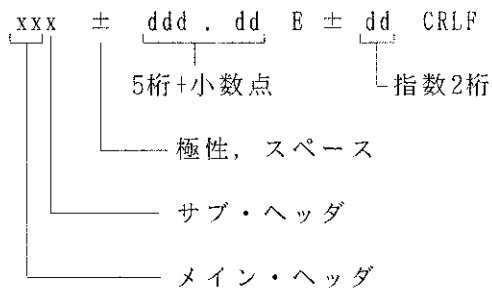 xxx ± ddd . dd E ± dd CRLF
5桁+小数点 指数2桁
極性, スペース
サブ・ヘッダ
メイン・ヘッダ